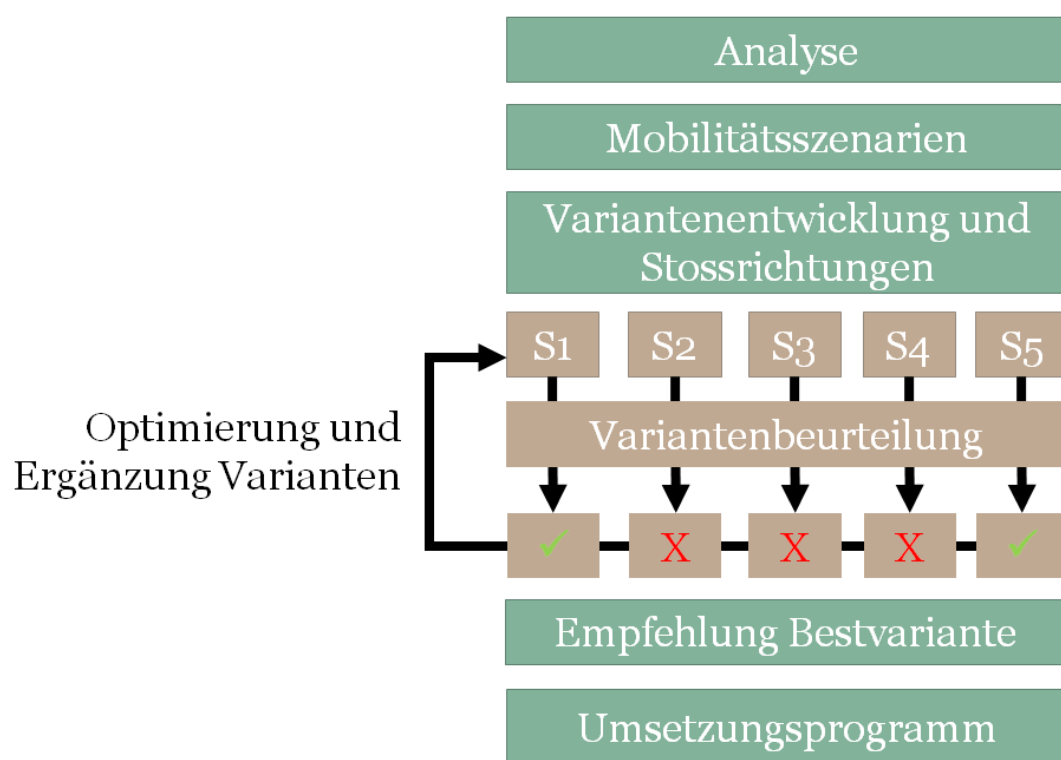 Analyse
Mobilitätsszenarien
Variantenentwicklung und
Stossrichtungen
S1 S2 S3 S4 S5
Optimierung und
Ergänzung Varianten
Variantenbeurteilung
✓ X X X ✓
Empfehlung Bestvariante
Umsetzungsprogramm